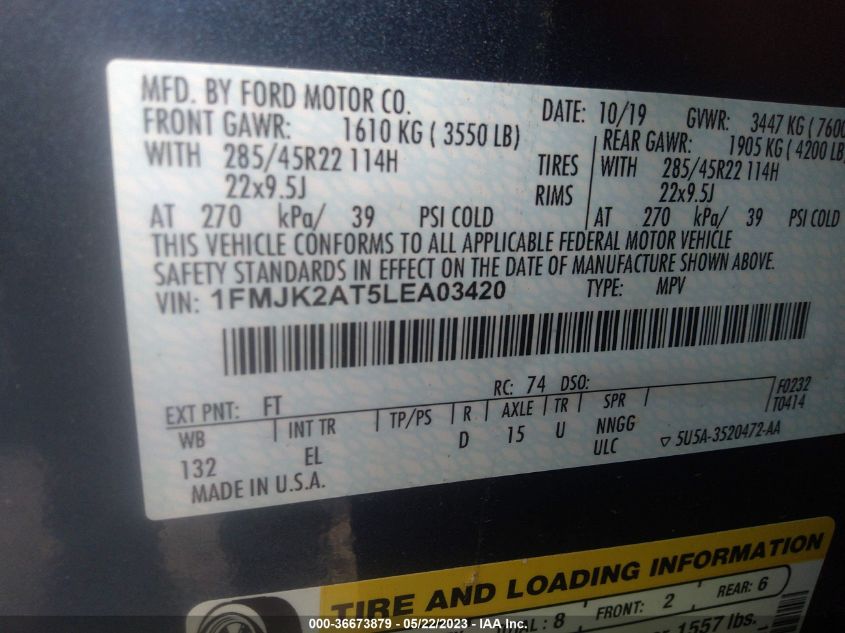 MFD. BY FORD MOTOR CO. DATE: 10/19 GVWR: 3447 KG ( 7600
FRONT GAWR: 1610 KG ( 3550 LB) REAR GAWR: 1905 KG ( 4200 LB
WITH 285/45R22 114H TIRES WITH 285/45R22 114H
22x9.5J RIMS 22x9.5J
AT 270 kPa/ 39 PSI COLD AT 270 kPa/ 39 PSI COLD
THIS VEHICLE CONFORMS TO ALL APPLICABLE FEDERAL MOTOR VEHICLE
SAFETY STANDARDS IN EFFECT ON THE DATE OF MANUFACTURE SHOWN ABOVE.
VIN: 1FMJK2AT5LEA03420 TYPE: MPV
EXT PNT: FT RC: 74 DSO: F0232
WB INT TR TP/PS R AXLE TR SPR T0414
132 EL D 15 U NNGG
ULC ▽ 5U5A-3520472-AA
MADE IN U.S.A.
TIRE AND LOADING INFORMATION
: 8 FRONT: 2 REAR: 6
1557 lbs.
000-36673879 - 05/22/2023 - IAA Inc.